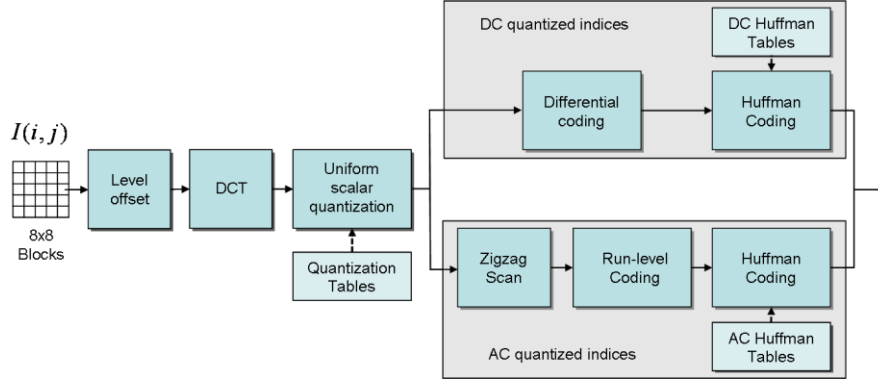 DC quantized indices
DC Huffman
Tables
Differential
coding
Huffman
Coding
I(i, j)
Level
offset
DCT
Uniform
scalar
quantization
8x8
Blocks
Quantization
Tables
Zigzag
Scan
Run-level
Coding
Huffman
Coding
AC quantized indices
AC Huffman
Tables